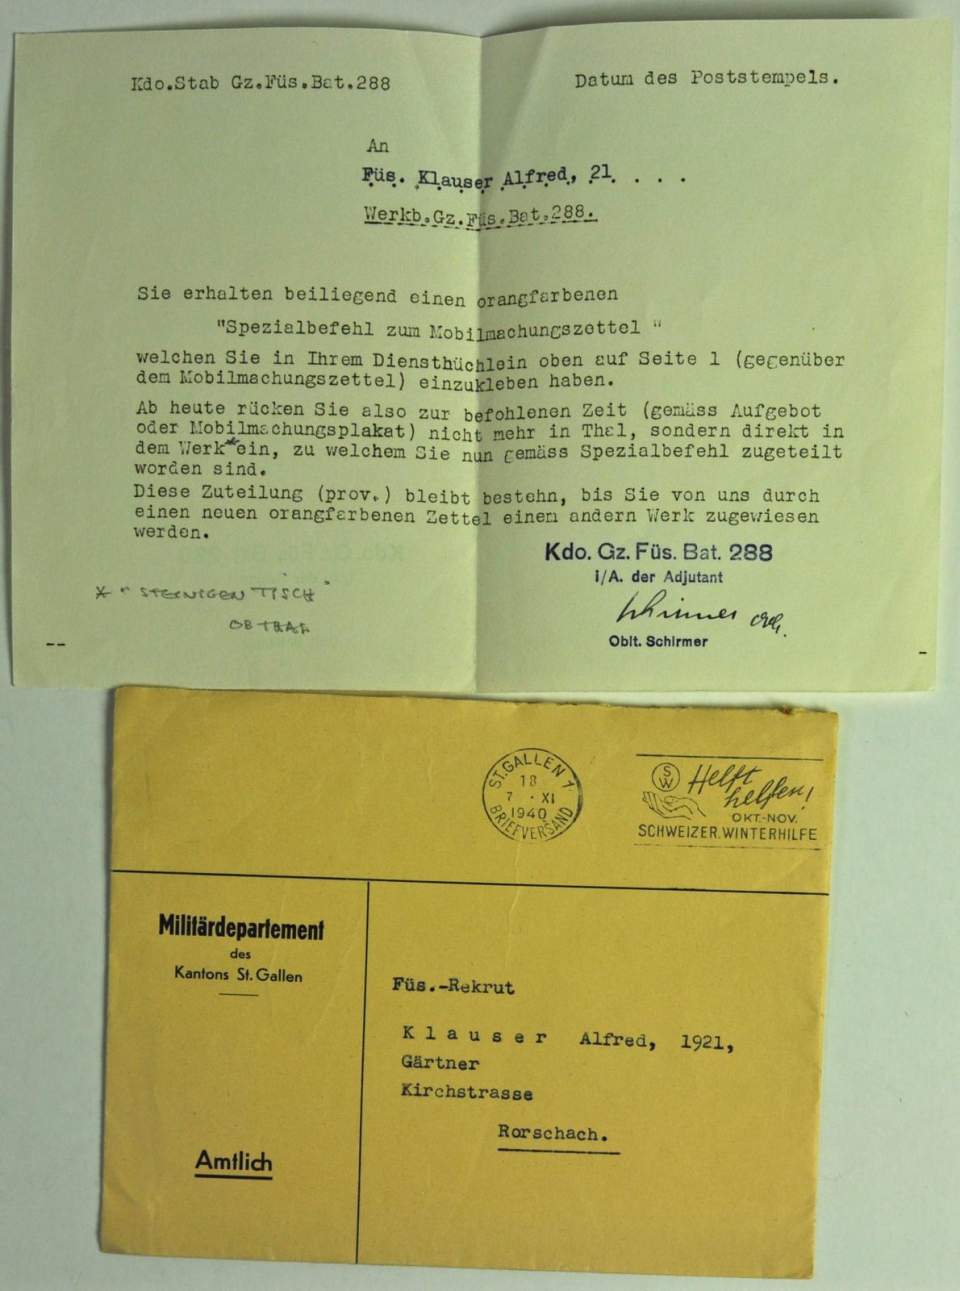 Kdo.Stab Gz.Füs.Bat.288
Datum des Poststempels.
An
Füs. Klauser Alfred, 21 . . .
Werkb.Gz.Füs.Bat.288.
Sie erhalten beiliegend einen orangfarbenen
"Spezialbefehl zum Mobilmachungszettel "
welchen Sie in Ihrem Diensthüchlein oben auf Seite 1 (gegenüber
dem Mobilmachungszettel) einzukleben haben.
Ab heute rücken Sie also zur befohlenen Zeit (gemäss Aufgebot
oder Mobilmachungsplakat) nicht mehr in Thal, sondern direkt in
dem Werk* ein, zu welchem Sie nun gemäss Spezialbefehl zugeteilt
worden sind.
Diese Zuteilung (prov.) bleibt bestehn, bis Sie von uns durch
einen neuen orangfarbenen Zettel einem andern Werk zugewiesen
werden.
Kdo. Gz. Füs. Bat. 288
i/A. der Adjutant
Oblt. Schirmer
* "STEINIGEN TISCH"
OB THAL
ST.GALLEN 1
18
7. XI
1940
BRIEFVERSAND
SW
Helft
helfen!
OKT.-NOV.
SCHWEIZER.WINTERHILFE
Militärdepartement
des
Kantons St. Gallen
Amtlich
Füs.-Rekrut
Klauser Alfred, 1921,
Gärtner
Kirchstrasse
Rorschach.